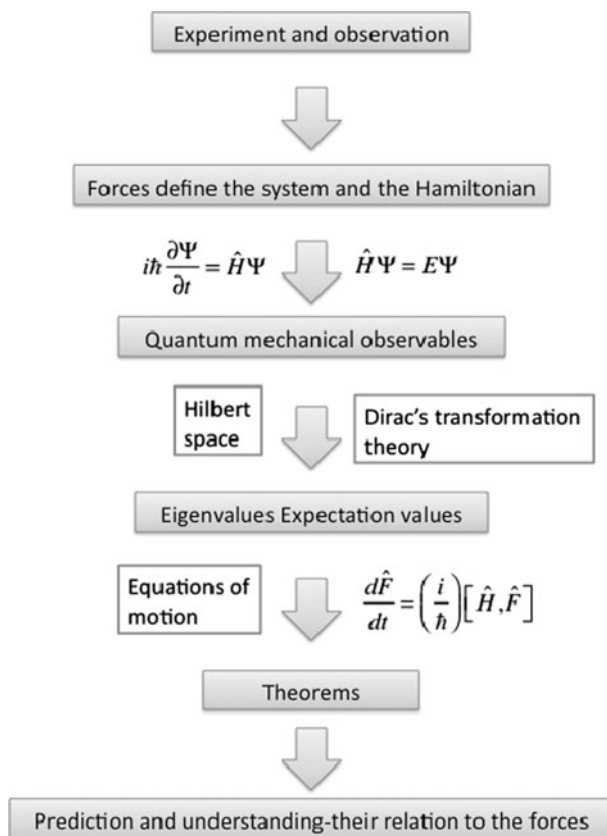 Experiment and observation
Forces define the system and the Hamiltonian
iħ ∂Ψ/∂t = ĤΨ
ĤΨ = EΨ
Quantum mechanical observables
Hilbert
space
Dirac's transformation
theory
Eigenvalues Expectation values
Equations of
motion
dF̂/dt = (i/ħ)[Ĥ,F̂]
Theorems
Prediction and understanding-their relation to the forces